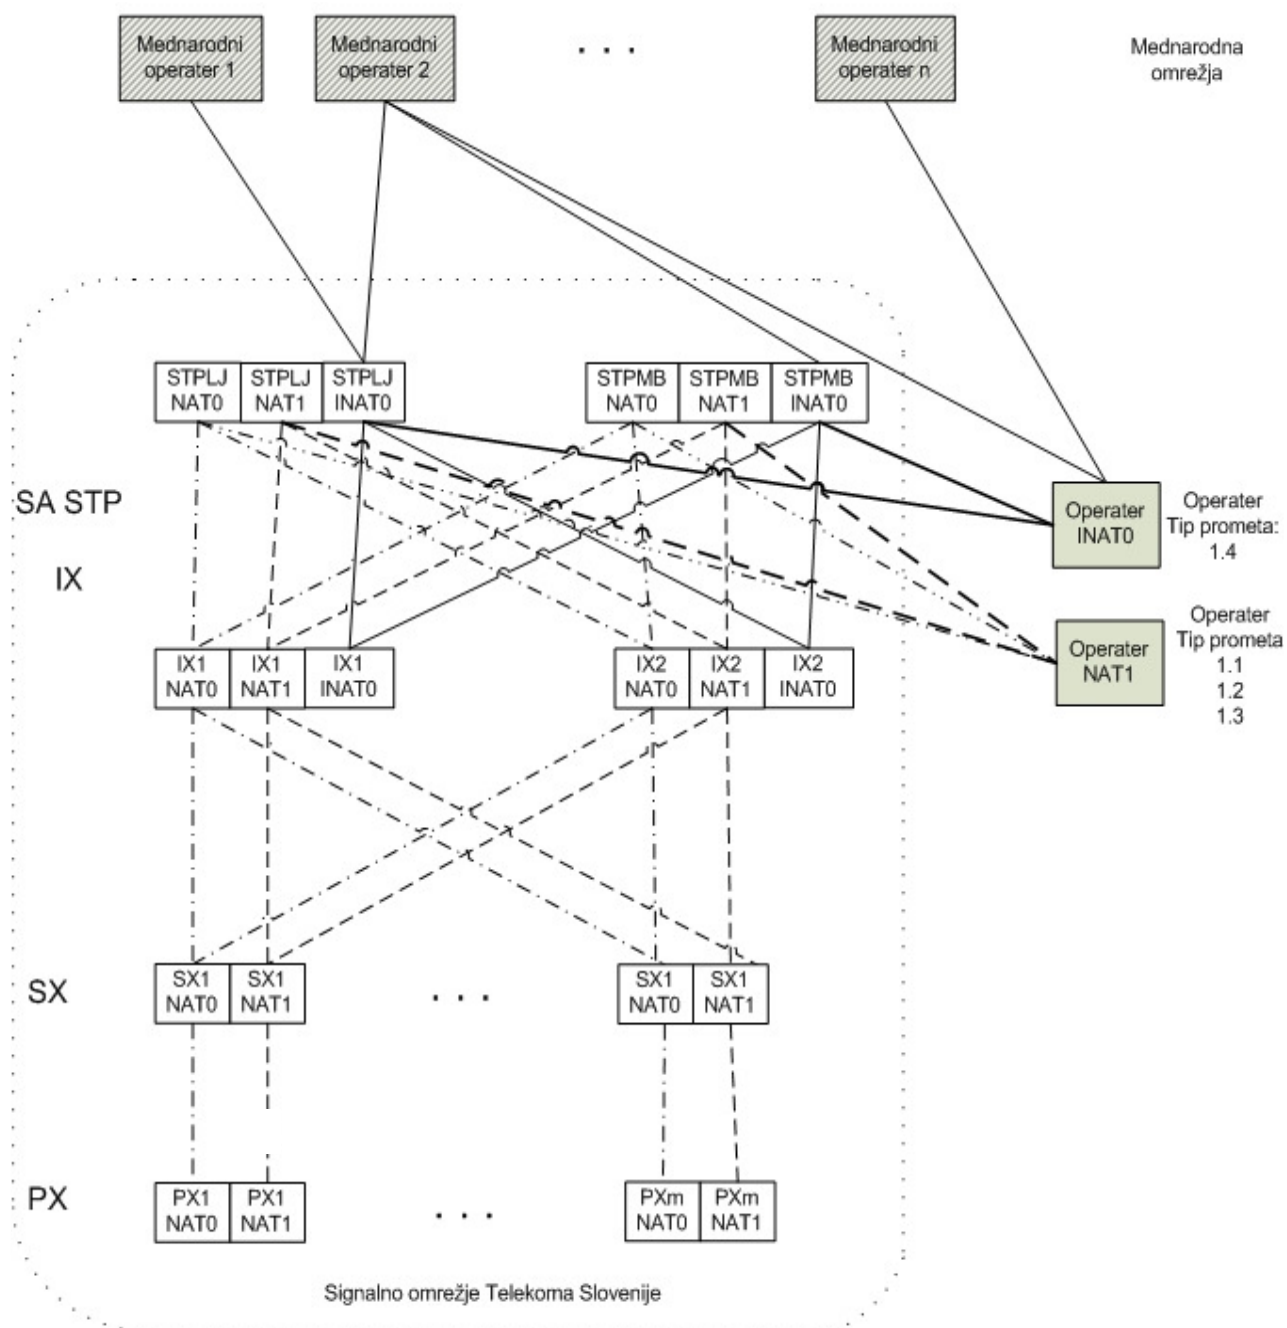 Mednarodni
operater 1
Mednarodni
operater 2
. . .
Mednarodni
operater n
Mednarodna
omrežja
STPLJ
NAT0
STPLJ
NAT1
STPLJ
INAT0
STPMB
NAT0
STPMB
NAT1
STPMB
INAT0
SA STP
IX
Operater
INAT0
Operater
Tip prometa:
1.4
Operater
NAT1
Operater
Tip prometa
1.1
1.2
1.3
IX1
NAT0
IX1
NAT1
IX1
INAT0
IX2
NAT0
IX2
NAT1
IX2
INAT0
SX
SX1
NAT0
SX1
NAT1
. . .
SX1
NAT0
SX1
NAT1
PX
PX1
NAT0
PX1
NAT1
. . .
PXm
NAT0
PXm
NAT1
Signalno omrežje Telekoma Slovenije